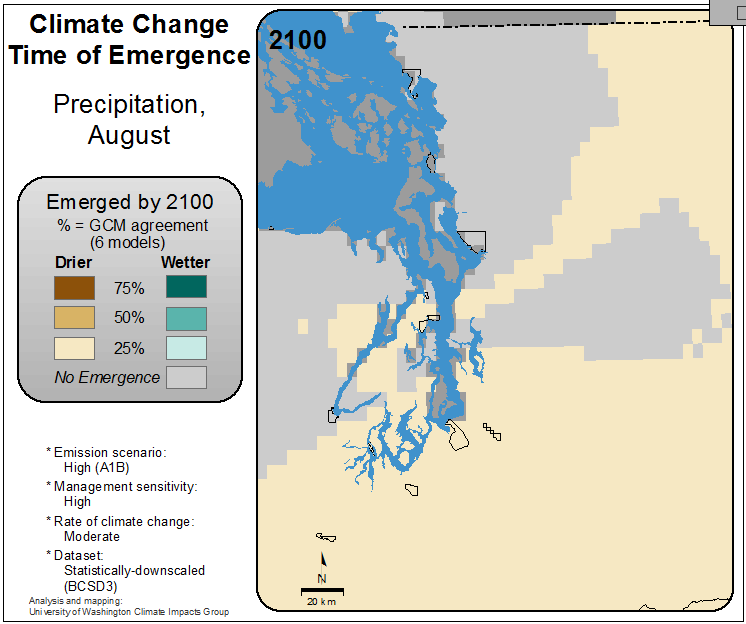 Climate Change
Time of Emergence
Precipitation,
August
Emerged by 2100
% = GCM agreement
(6 models)
Drier Wetter
75%
50%
25%
No Emergence
* Emission scenario:
High (A1B)
* Management sensitivity:
High
* Rate of climate change:
Moderate
* Dataset:
Statistically-downscaled
(BCSD3)
Analysis and mapping:
University of Washington Climate Impacts Group
2100
N
20 km